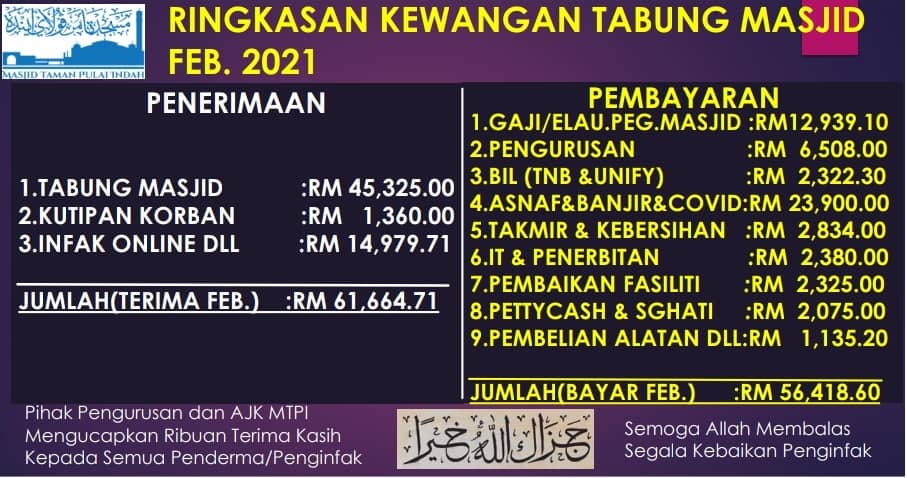 مسجد تامن ڤولاي اينده
MASJID TAMAN PULAI INDAH
RINGKASAN KEWANGAN TABUNG MASJID
FEB. 2021
PENERIMAAN
1.TABUNG MASJID :RM 45,325.00
2.KUTIPAN KORBAN :RM 1,360.00
3.INFAK ONLINE DLL :RM 14,979.71
JUMLAH(TERIMA FEB.) :RM 61,664.71
PEMBAYARAN
1.GAJI/ELAU.PEG.MASJID :RM12,939.10
2.PENGURUSAN :RM 6,508.00
3.BIL (TNB &UNIFY) :RM 2,322.30
4.ASNAF&BANJIR&COVID:RM 23,900.00
5.TAKMIR & KEBERSIHAN :RM 2,834.00
6.IT & PENERBITAN :RM 2,380.00
7.PEMBAIKAN FASILITI :RM 2,325.00
8.PETTYCASH & SGHATI :RM 2,075.00
9.PEMBELIAN ALATAN DLL:RM 1,135.20
JUMLAH(BAYAR FEB.) :RM 56,418.60
Pihak Pengurusan dan AJK MTPI
Mengucapkan Ribuan Terima Kasih
Kepada Semua Penderma/Penginfak
جزاك الله خيرا
Semoga Allah Membalas
Segala Kebaikan Penginfak